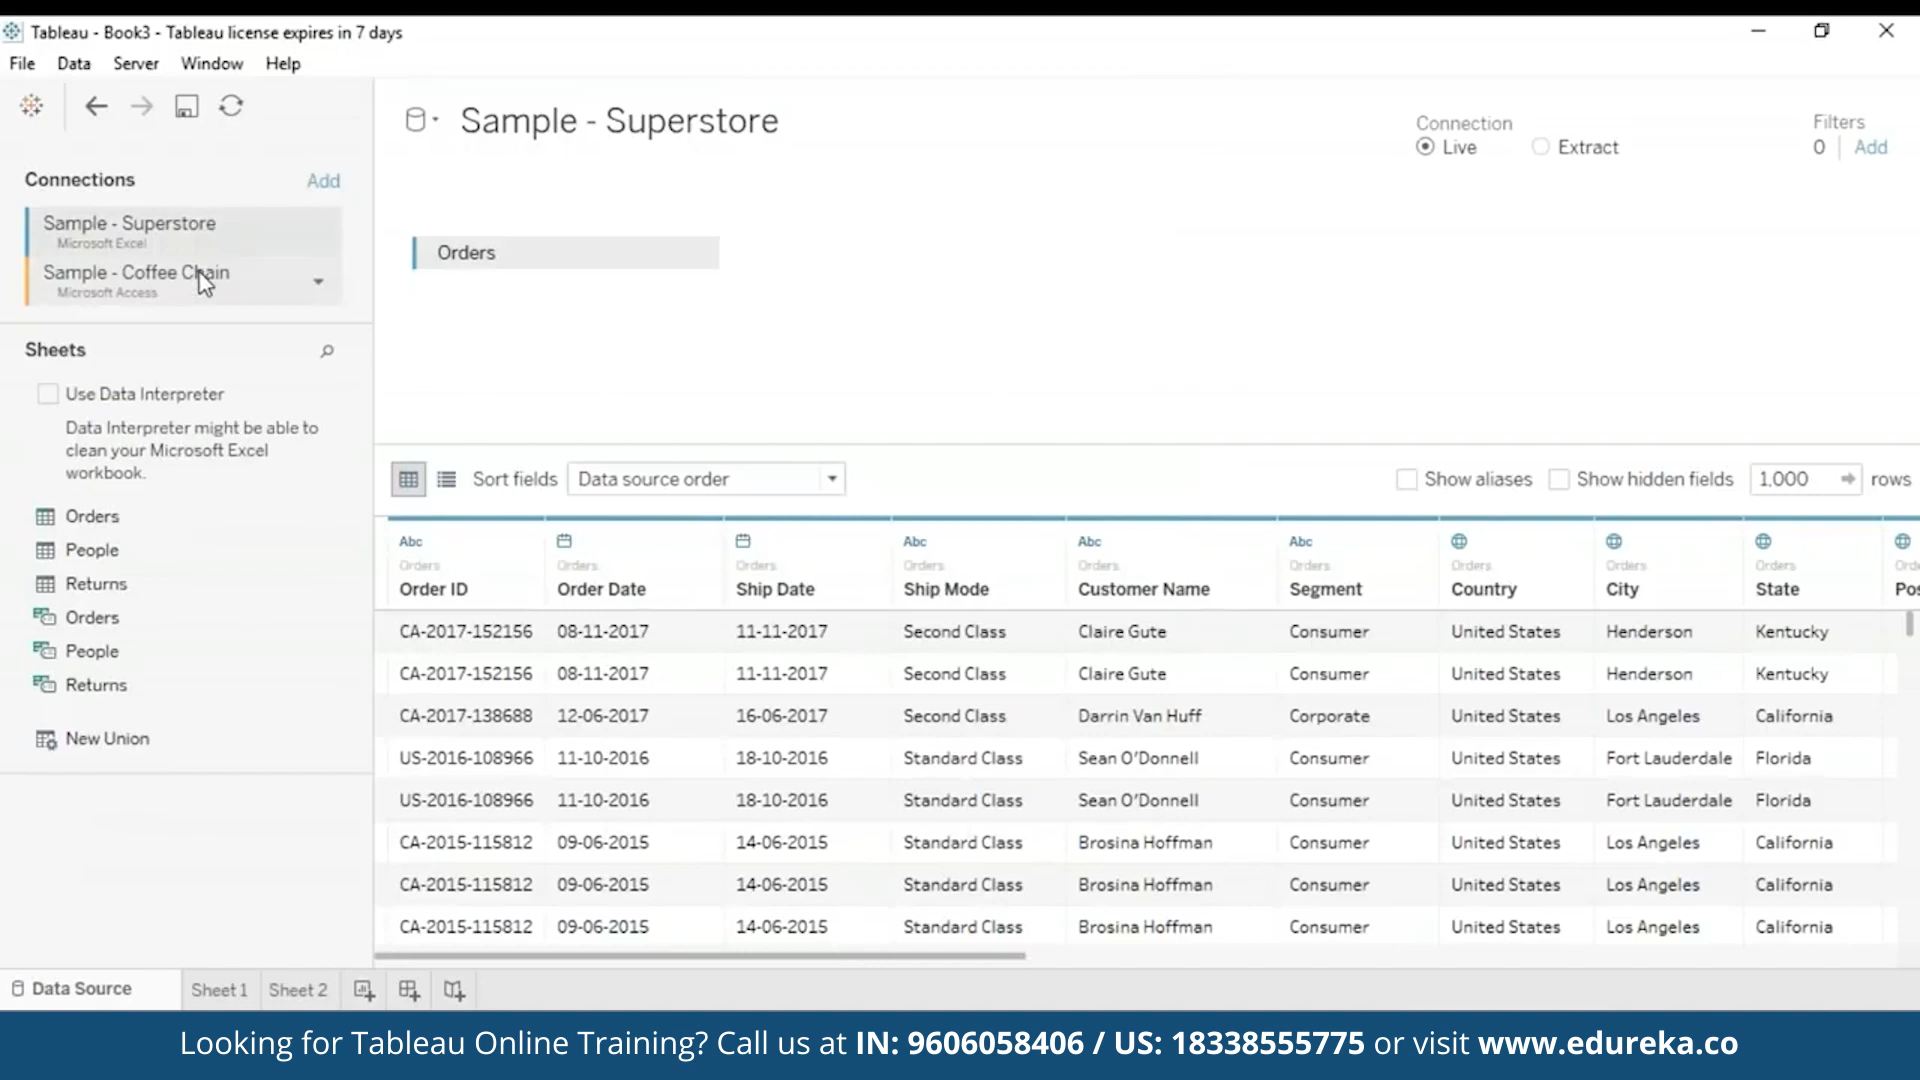 Tableau - Book3 - Tableau license expires in 7 days
File Data Server Window Help
Connections Add
Sample - Superstore
Microsoft Excel
Sample - Coffee Chain
Microsoft Access
Sheets
Use Data Interpreter
Data Interpreter might be able to
clean your Microsoft Excel
workbook.
Orders
People
Returns
Orders
People
Returns
New Union
Sample - Superstore
Connection
Live Extract
Filters
0 Add
Orders
Sort fields Data source order Show aliases Show hidden fields 1,000 rows
Abc Abc Abc Abc
Orders Orders Orders Orders Orders Orders Orders Orders Orders Orde
Order ID Order Date Ship Date Ship Mode Customer Name Segment Country City State Pos
CA-2017-152156 08-11-2017 11-11-2017 Second Class Claire Gute Consumer United States Henderson Kentucky
CA-2017-152156 08-11-2017 11-11-2017 Second Class Claire Gute Consumer United States Henderson Kentucky
CA-2017-138688 12-06-2017 16-06-2017 Second Class Darrin Van Huff Corporate United States Los Angeles California
US-2016-108966 11-10-2016 18-10-2016 Standard Class Sean O'Donnell Consumer United States Fort Lauderdale Florida
US-2016-108966 11-10-2016 18-10-2016 Standard Class Sean O'Donnell Consumer United States Fort Lauderdale Florida
CA-2015-115812 09-06-2015 14-06-2015 Standard Class Brosina Hoffman Consumer United States Los Angeles California
CA-2015-115812 09-06-2015 14-06-2015 Standard Class Brosina Hoffman Consumer United States Los Angeles California
CA-2015-115812 09-06-2015 14-06-2015 Standard Class Brosina Hoffman Consumer United States Los Angeles California
Data Source Sheet 1 Sheet 2
Looking for Tableau Online Training? Call us at IN: 9606058406 / US: 18338555775 or visit www.edureka.co